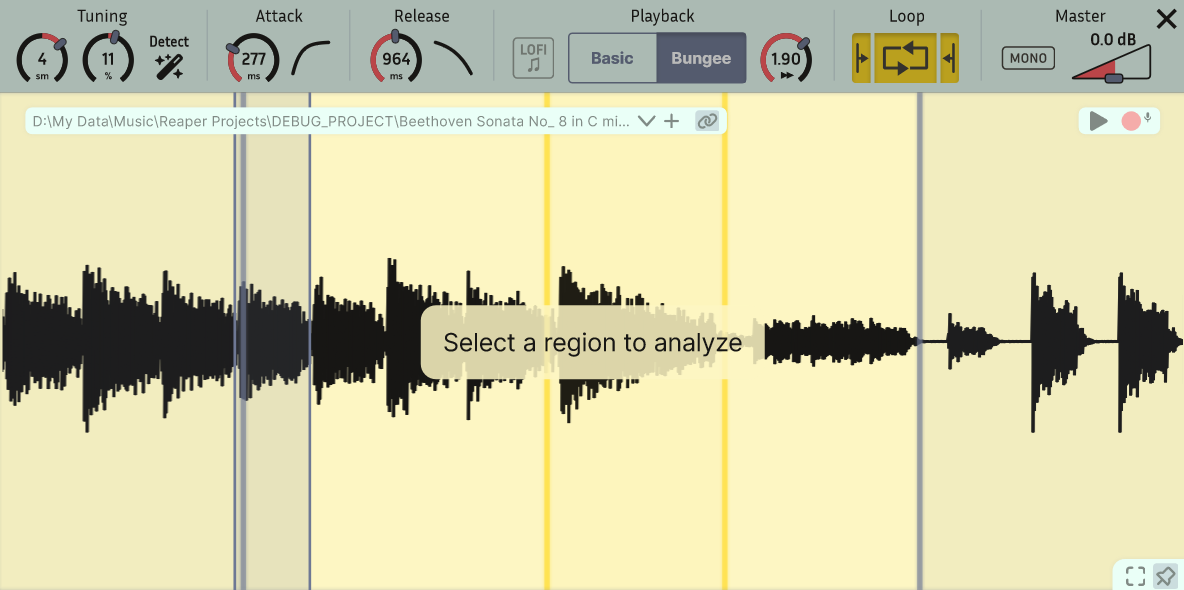 Tuning Attack Release Playback Loop Master
4 sm 11 % Detect 277 ms 964 ms LOFI Basic Bungee 1.90 MONO 0.0 dB
D:\My Data\Music\Reaper Projects\DEBUG_PROJECT\Beethoven Sonata No_ 8 in C mi...
Select a region to analyze